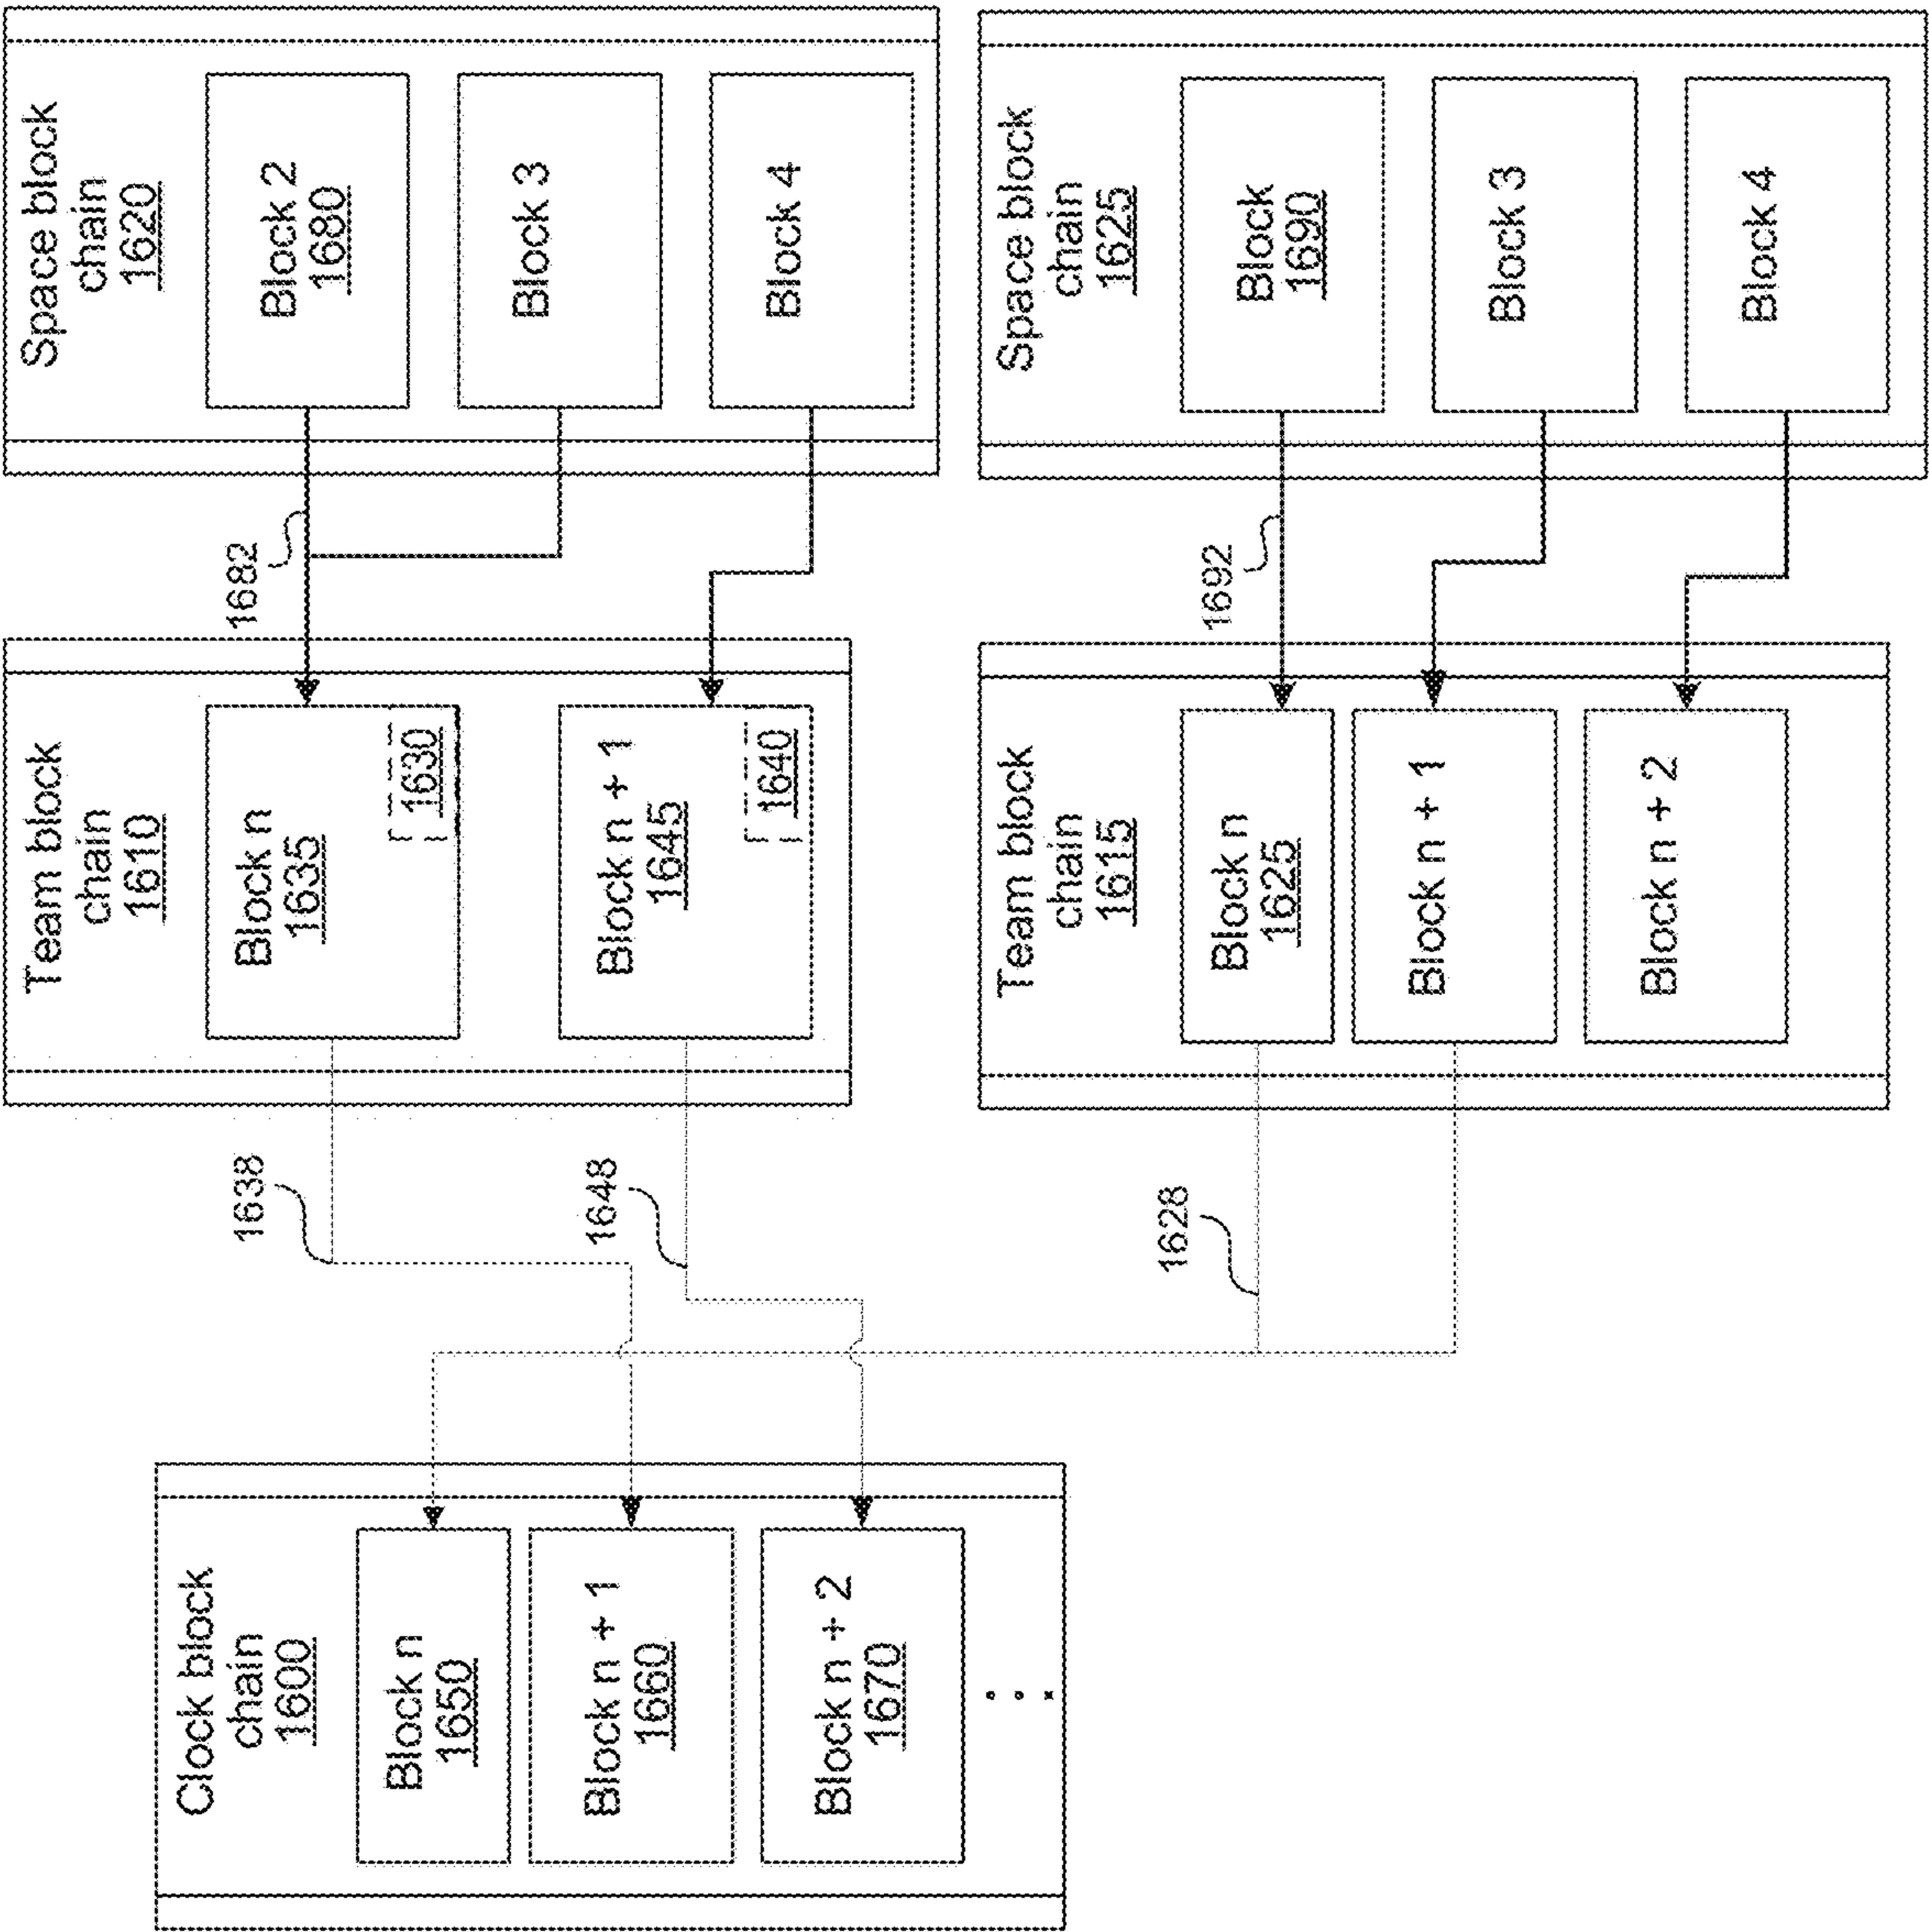 Clock block
chain
1600
Block n
1650
Block n + 1
1660
Block n + 2
1670
1638
1648
1628
Team block
chain
1610
Block n
1635
1630
Block n + 1
1645
1640
Team block
chain
1615
Block n
1625
Block n + 1
Block n + 2
1682
1692
Space block
chain
1620
Block 2
1680
Block 3
Block 4
Space block
chain
1625
Block
1690
Block 3
Block 4